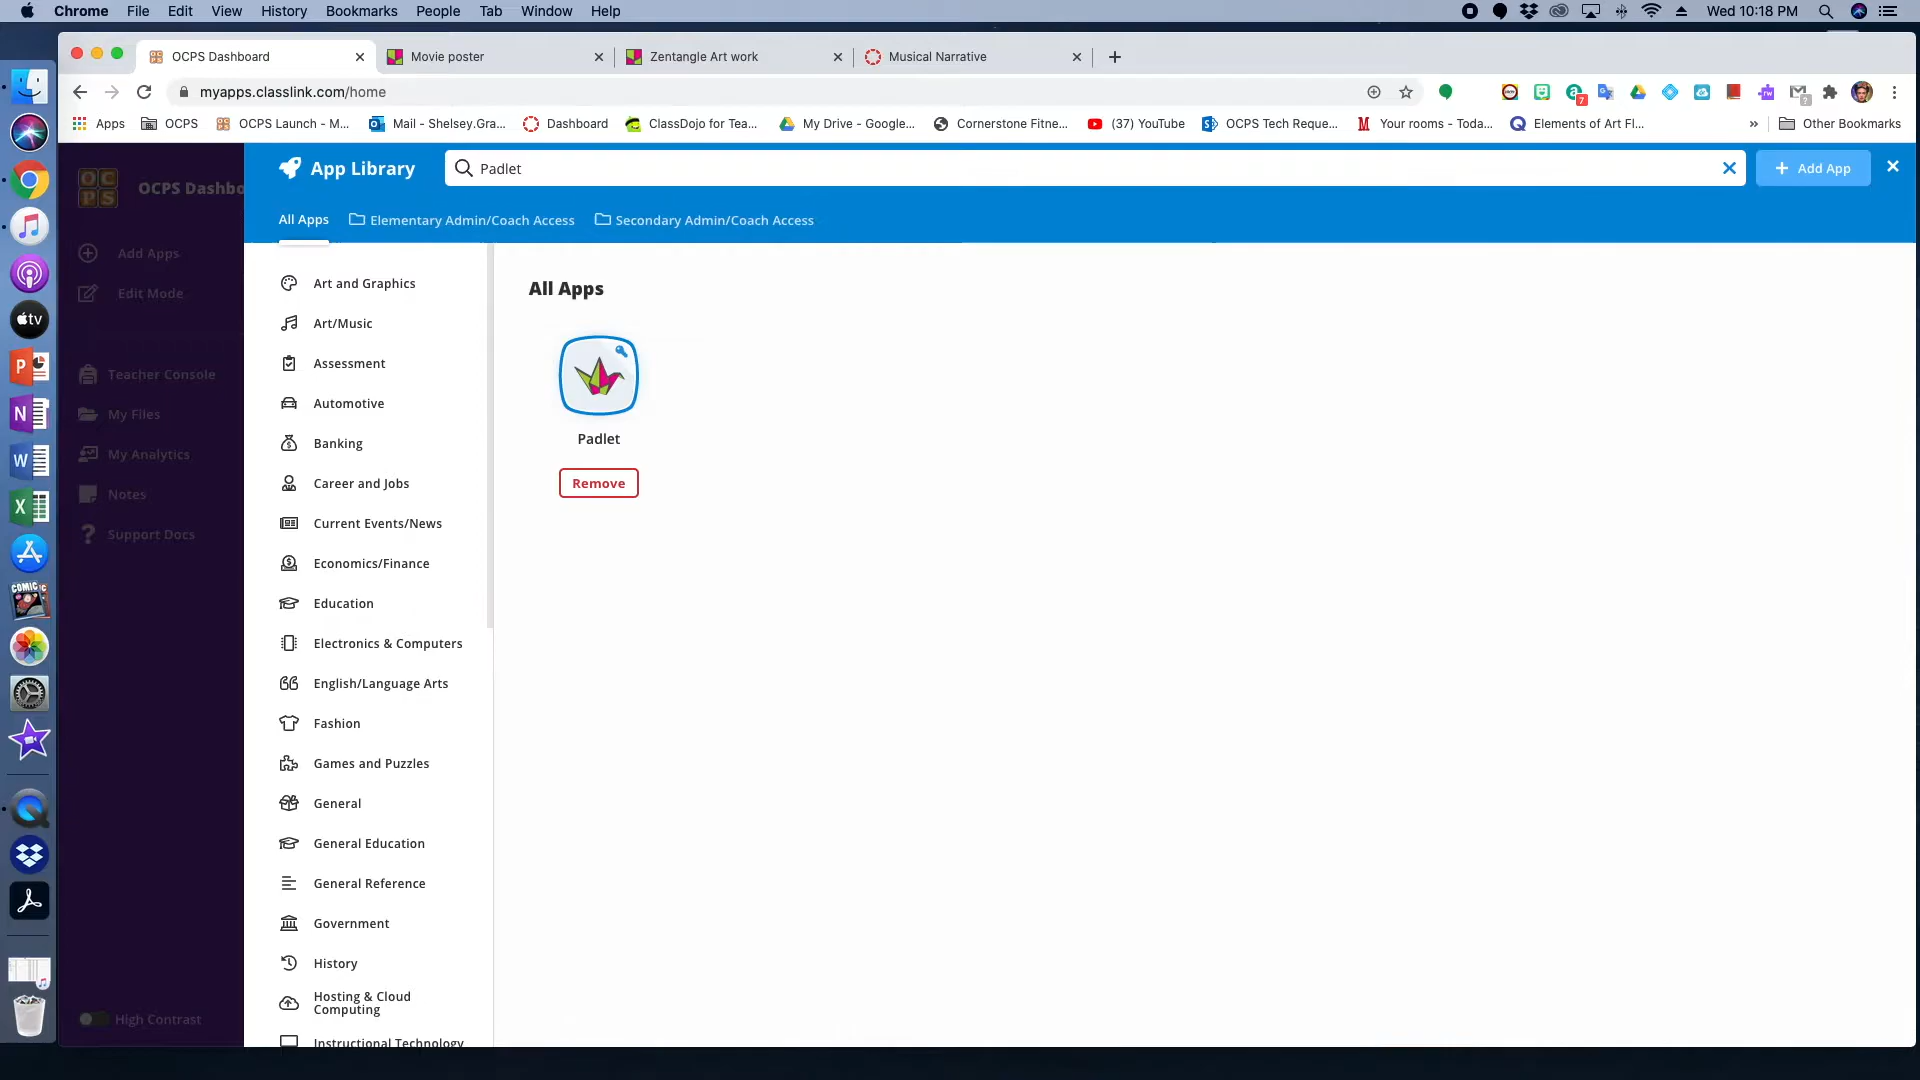 Chrome File Edit View History Bookmarks People Tab Window Help
Wed 10:18 PM
OCPS Dashboard
Movie poster
Zentangle Art work
Musical Narrative
myapps.classlink.com/home
7
?
Apps
OCPS
OCPS Launch - M...
Mail - Shelsey.Gra...
Dashboard
ClassDojo for Tea...
My Drive - Google...
Cornerstone Fitne...
(37) YouTube
OCPS Tech Reque...
Your rooms - Toda...
Elements of Art Fl...
»
Other Bookmarks
OCPS Dashbo
App Library
Padlet
+ Add App
All Apps
Elementary Admin/Coach Access
Secondary Admin/Coach Access
Add Apps
Edit Mode
Teacher Console
My Files
My Analytics
Notes
Support Docs
High Contrast
Art and Graphics
Art/Music
Assessment
Automotive
Banking
Career and Jobs
Current Events/News
Economics/Finance
Education
Electronics & Computers
English/Language Arts
Fashion
Games and Puzzles
General
General Education
General Reference
Government
History
Hosting & Cloud
Computing
Instructional Technology
All Apps
Padlet
Remove
tv
P
N
W
X
COMIC